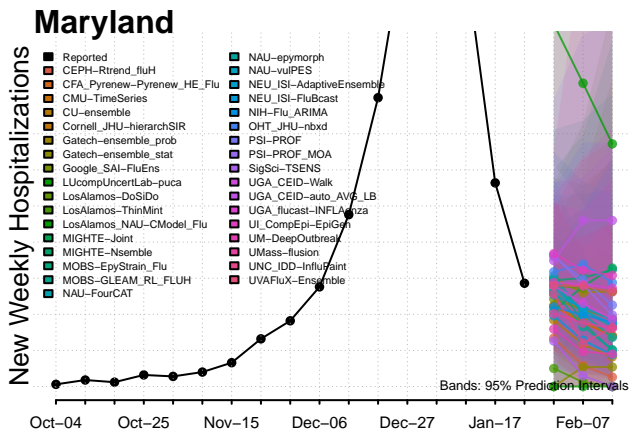 Maryland
New Weekly Hospitalizations
Reported
CEPH−Rtrend_fluH
CFA_Pyrenew−Pyrenew_HE_Flu
CMU−TimeSeries
CU−ensemble
Cornell_JHU−hierarchSIR
Gatech−ensemble_prob
Gatech−ensemble_stat
Google_SAI−FluEns
LUcompUncertLab−puca
LosAlamos−DoSiDo
LosAlamos−ThinMint
LosAlamos_NAU−CModel_Flu
MIGHTE−Joint
MIGHTE−Nsemble
MOBS−EpyStrain_Flu
MOBS−GLEAM_RL_FLUH
NAU−FourCAT
NAU−epymorph
NAU−vulPES
NEU_ISI−AdaptiveEnsemble
NEU_ISI−FluBcast
NIH−Flu_ARIMA
OHT_JHU−nbxd
PSI−PROF
PSI−PROF_MOA
SigSci−TSENS
UGA_CEID−Walk
UGA_CEID−auto_AVG_LB
UGA_flucast−INFLAenza
UI_CompEpi−EpiGen
UM−DeepOutbreak
UMass−fusion
UNC_IDD−InfluPaint
UVAFluX−Ensemble
Bands: 95% Prediction Intervals
Oct−04 Oct−25 Nov−15 Dec−06 Dec−27 Jan−17 Feb−07